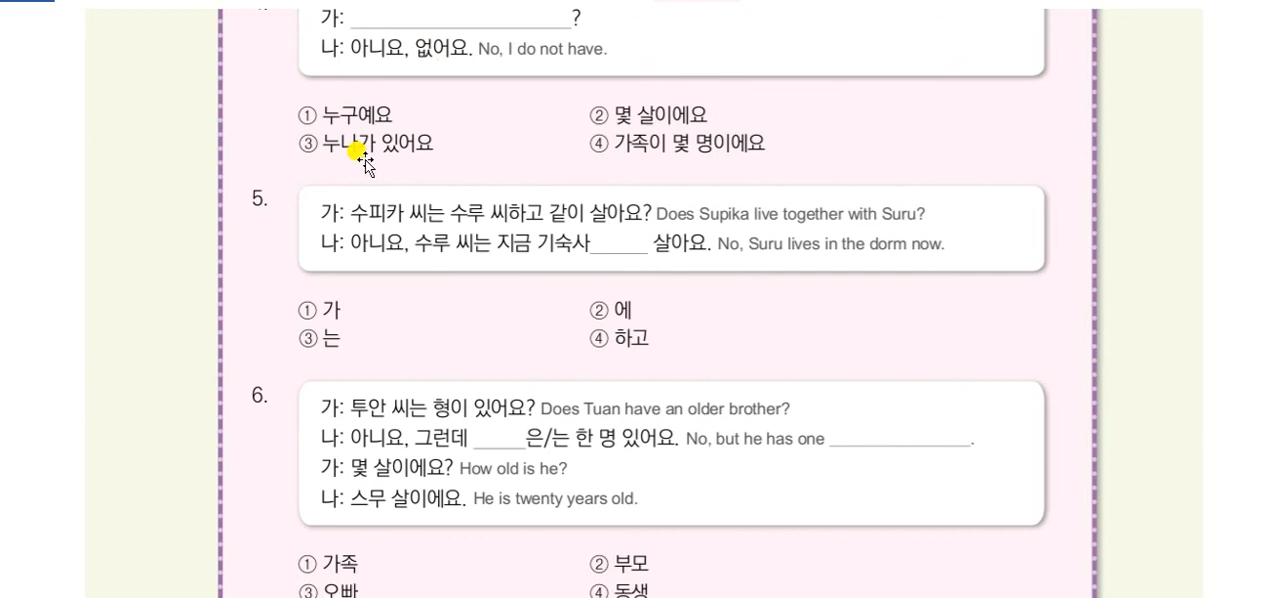 가: ______________________?
나: 아니요, 없어요. No, I do not have.
① 누구예요 ② 몇 살이에요
③ 누나가 있어요 ④ 가족이 몇 명이에요
5.
가: 수피카 씨는 수루 씨하고 같이 살아요? Does Supika live together with Suru?
나: 아니요, 수루 씨는 지금 기숙사______ 살아요. No, Suru lives in the dorm now.
① 가 ② 에
③ 는 ④ 하고
6.
가: 투안 씨는 형이 있어요? Does Tuan have an older brother?
나: 아니요, 그런데 _____은/는 한 명 있어요. No, but he has one ______________.
가: 몇 살이에요? How old is he?
나: 스무 살이에요. He is twenty years old.
① 가족 ② 부모
③ 오빠 ④ 동생